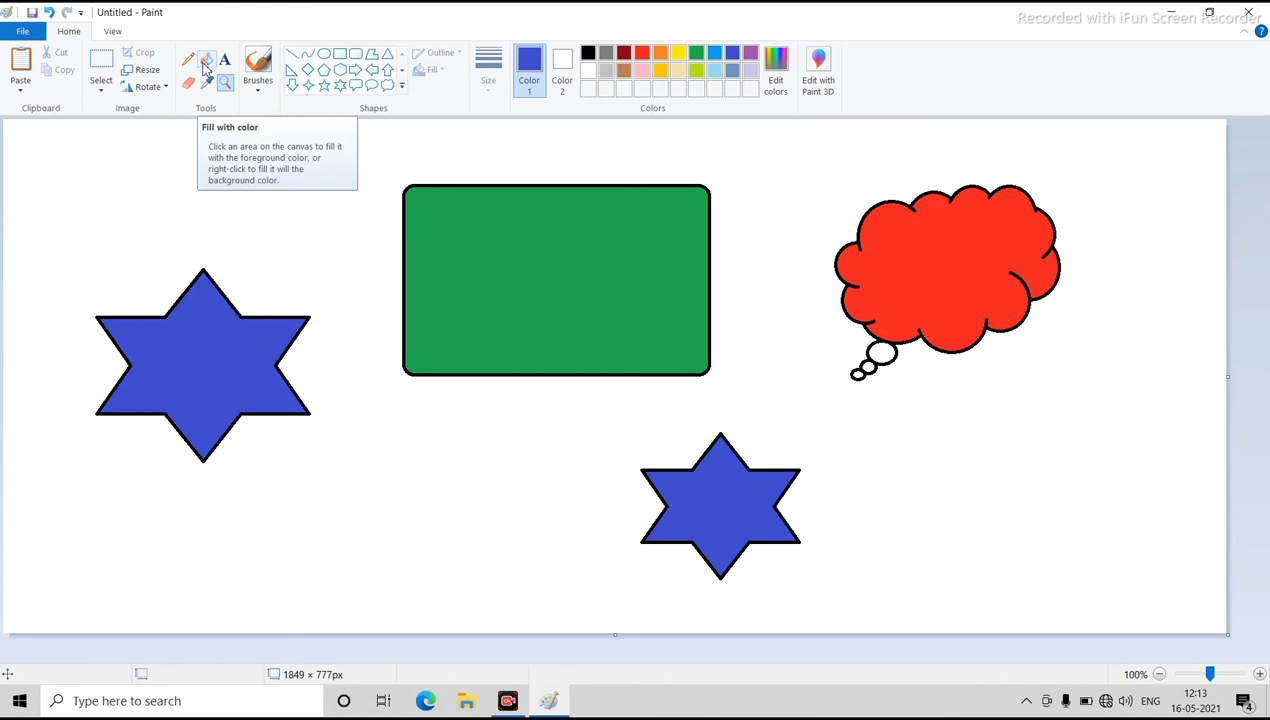 Untitled - Paint
Recorded with iFun Screen Recorder
File
Home
View
Paste
Cut
Copy
Clipboard
Select
Crop
Resize
Rotate
Image
A
Tools
Brushes
Outline
Fill
Shapes
Size
Color
1
Color
2
Edit
colors
Colors
Edit with
Paint 3D
Fill with color
Click an area on the canvas to fill it
with the foreground color, or
right-click to fill it will the
background color.
1849 × 777px
100%
Type here to search
ENG
12:13
16-05-2021
4